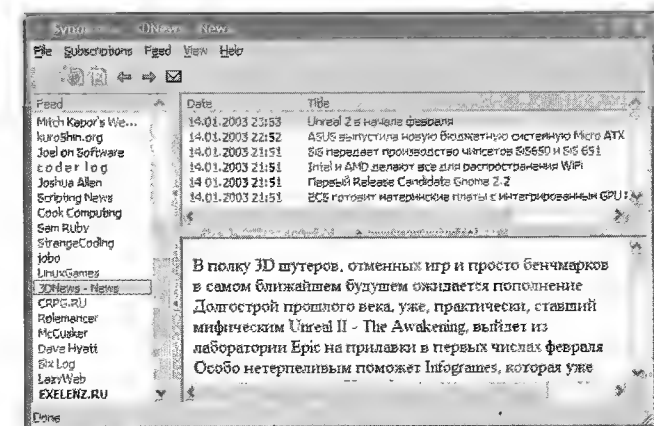 DNews News
File Subscriptions Feed View Help
Feed
Mitch Kapor's We...
kuro5hin.org
Joel on Software
coderlog
Joshua Allen
Scripting News
Cook Computing
Sam Ruby
StrangeCoding
jobo
LinuxGames
3DNews - News
CRPG.RU
Rolemancer
McCusker
Dave Hyatt
Six Log
LazyWeb
EXELENZ.RU
Date Title
14.01.2003 23:53 Unreal 2 в начале февраля
14.01.2003 22:52 ASUS выпустила новую бюджетную системную Micro ATX
14.01.2003 21:51 SiS передает производство чипсетов SiS650 и SiS 651
14.01.2003 21:51 Intel и AMD делают все для распространения WiFi
14.01.2003 21:51 Первый Release Candidate Gnome 2.2
14.01.2003 21:51 ECS готовит материнские платы с интегрированным GPU
В полку 3D шутеров, отменных игр и просто бенчмарков
в самом ближайшем будущем ожидается пополнение
Долгострой прошлого века, уже, практически, ставший
мифическим Unreal II - The Awakening, выйдет из
лаборатории Epic на прилавки в первых числах февраля
Особо нетерпеливым поможет Infogrames, которая уже
Done